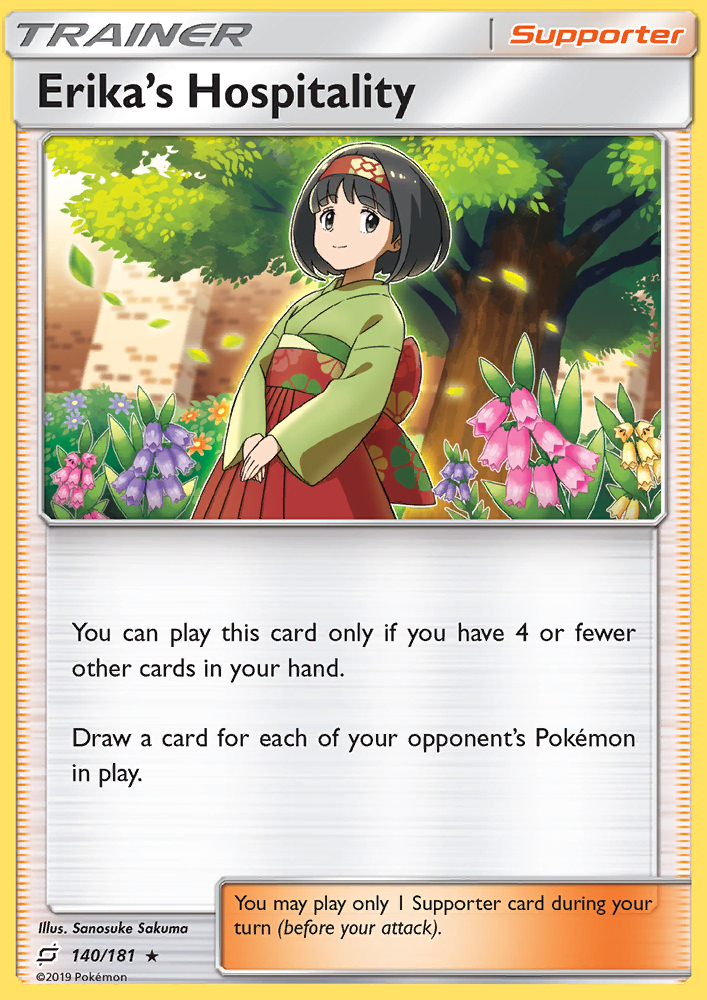 TRAINER | Supporter
Erika's Hospitality
You can play this card only if you have 4 or fewer
other cards in your hand.
Draw a card for each of your opponent's Pokémon
in play.
You may play only 1 Supporter card during your
turn (before your attack).
Illus. Sanosuke Sakuma
140/181 ★
©2019 Pokémon